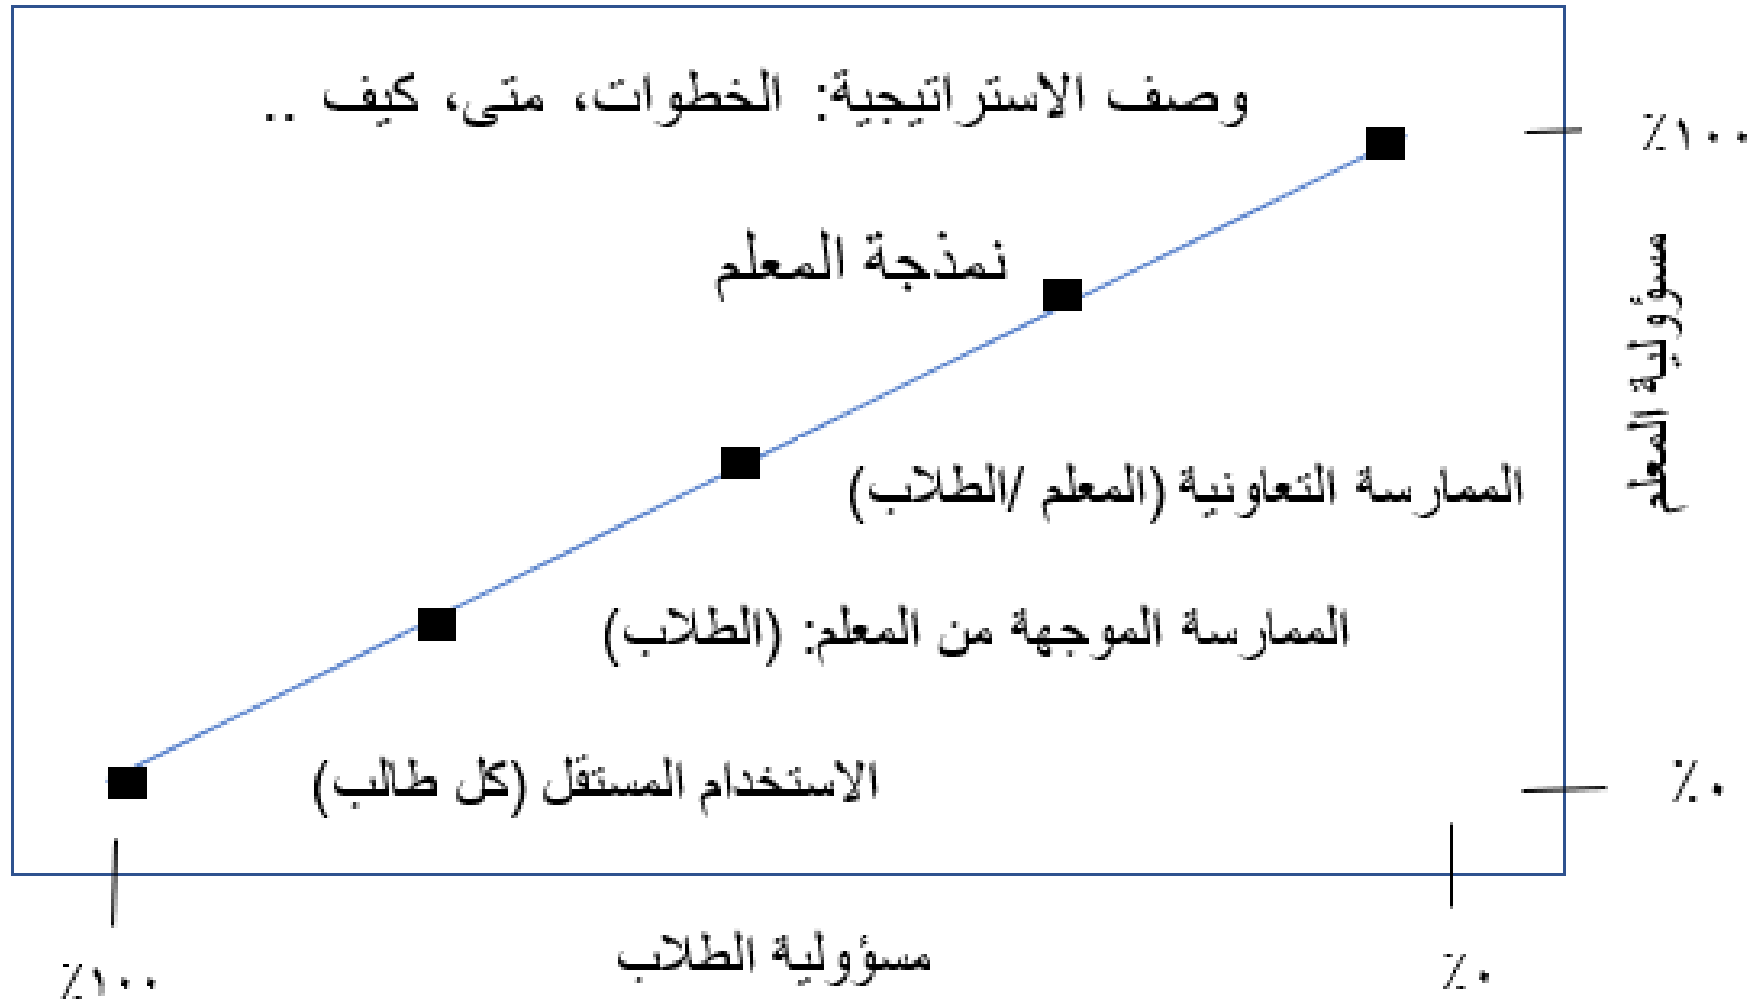 وصف الاستراتيجية: الخطوات، متى، كيف ..
٪١٠٠
نمذجة المعلم
مسؤولية المعلم
الممارسة التعاونية (المعلم /الطلاب)
الممارسة الموجهة من المعلم: (الطلاب)
الاستخدام المستقل (كل طالب)
٪٠
٪٠
مسؤولية الطلاب
٪١٠٠